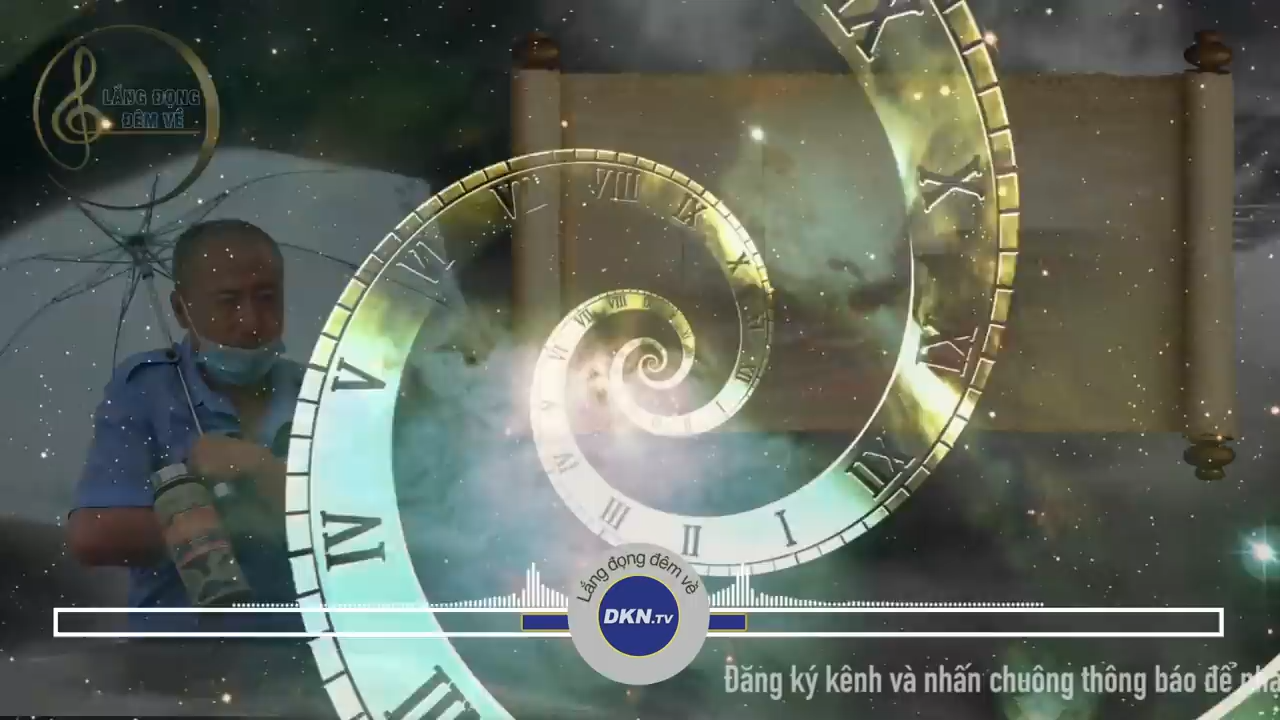 LẮNG ĐỌNG
ĐÊM VỀ
Lắng đọng đêm về
DKN.TV
Đăng ký kênh và nhấn chuông thông báo để